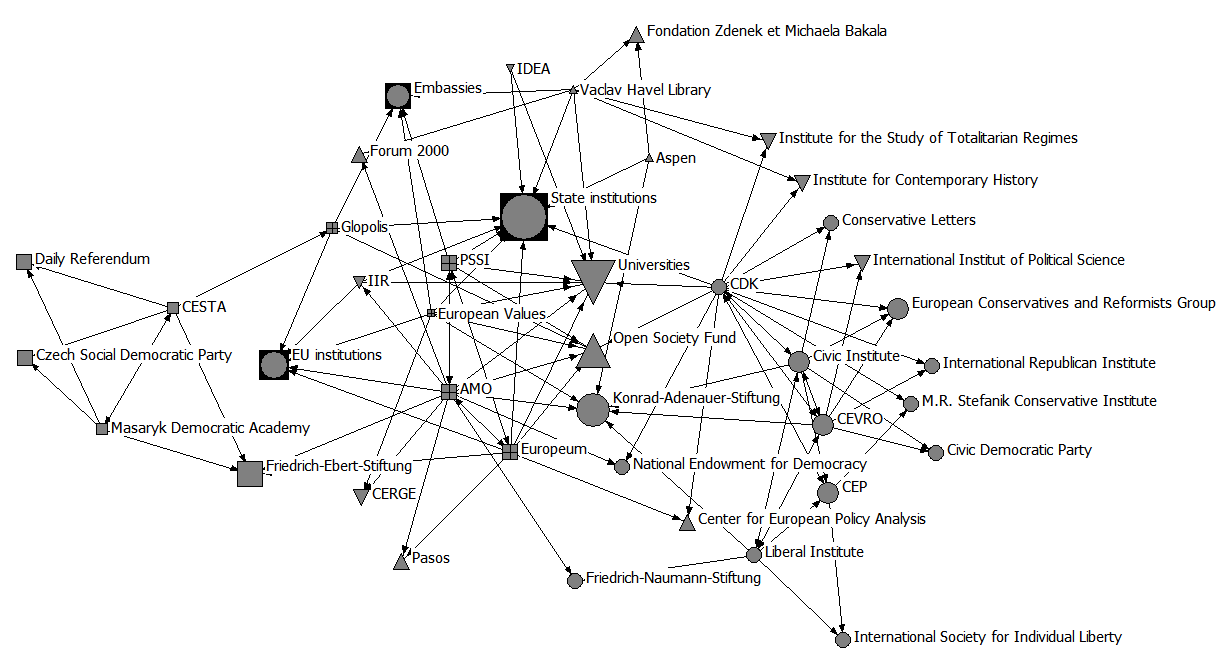 Fondation Zdenek et Michaela Bakala
IDEA
Embassies
Vaclav Havel Library
Institute for the Study of Totalitarian Regimes
Forum 2000
Aspen
Institute for Contemporary History
State institutions
Conservative Letters
Glopolis
Daily Referendum
PSSI
Universities
International Institut of Political Science
IIR
CDK
CESTA
European Values
European Conservatives and Reformists Group
Open Society Fund
Czech Social Democratic Party
EU institutions
Civic Institute
International Republican Institute
AMO
Konrad-Adenauer-Stiftung
M.R. Stefanik Conservative Institute
Masaryk Democratic Academy
CEVRO
Europeum
Civic Democratic Party
Friedrich-Ebert-Stiftung
National Endowment for Democracy
CERGE
CEP
Center for European Policy Analysis
Pasos
Liberal Institute
Friedrich-Naumann-Stiftung
International Society for Individual Liberty